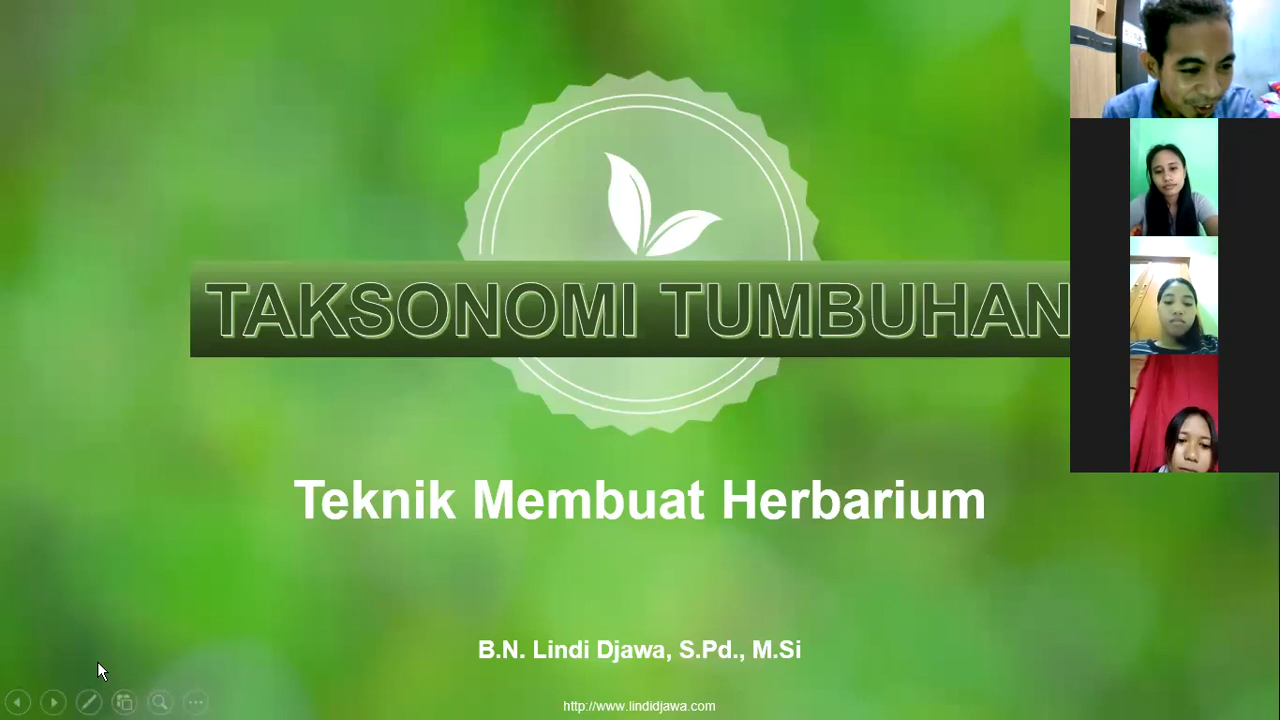 TAKSONOMI TUMBUHAN
Teknik Membuat Herbarium
B.N. Lindi Djawa, S.Pd., M.Si
http://www.lindidjawa.com